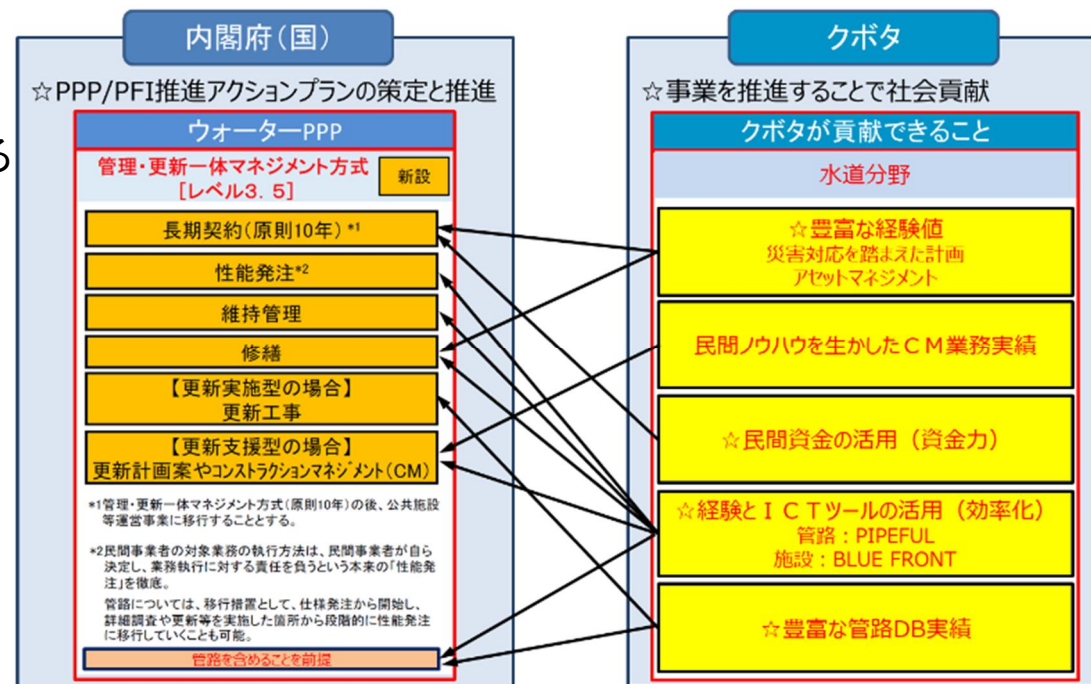 る
内閣府（国）
☆PPP/PFI推進アクションプランの策定と推進
ウォーターPPP
管理・更新一体マネジメント方式
［レベル3．5］
新設
長期契約（原則10年）*1
性能発注*2
維持管理
修繕
【更新実施型の場合】
更新工事
【更新支援型の場合】
更新計画案やコンストラクションマネジメント（CM）
*1管理・更新一体マネジメント方式（原則10年）の後、公共施設
等運営事業に移行することとする。
*2民間事業者の対象業務の執行方法は、民間事業者が自ら
決定し、業務執行に対する責任を負うという本来の「性能発
注」を徹底。
管路については、移行措置として、仕様発注から開始し、
詳細調査や更新等を実施した箇所から段階的に性能発注
に移行していくことも可能。
管路を含めることを前提
クボタ
☆事業を推進することで社会貢献
クボタが貢献できること
水道分野
☆豊富な経験値
災害対応を踏まえた計画
アセットマネジメント
民間ノウハウを生かしたＣＭ業務実績
☆民間資金の活用（資金力）
☆経験とＩＣＴツールの活用（効率化）
管路：PIPEFUL
施設：BLUE FRONT
☆豊富な管路DB実績